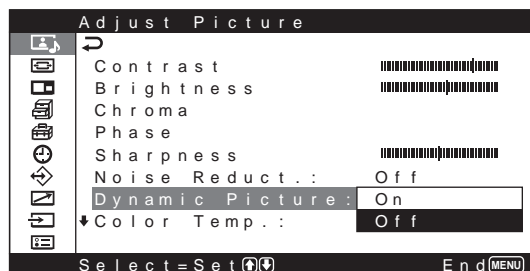 Adjust Picture
Contrast
Brightness
Chroma
Phase
Sharpness
Noise Reduct.: Off
Dynamic Picture: On
Color Temp.: Off
Select=Set End MENU